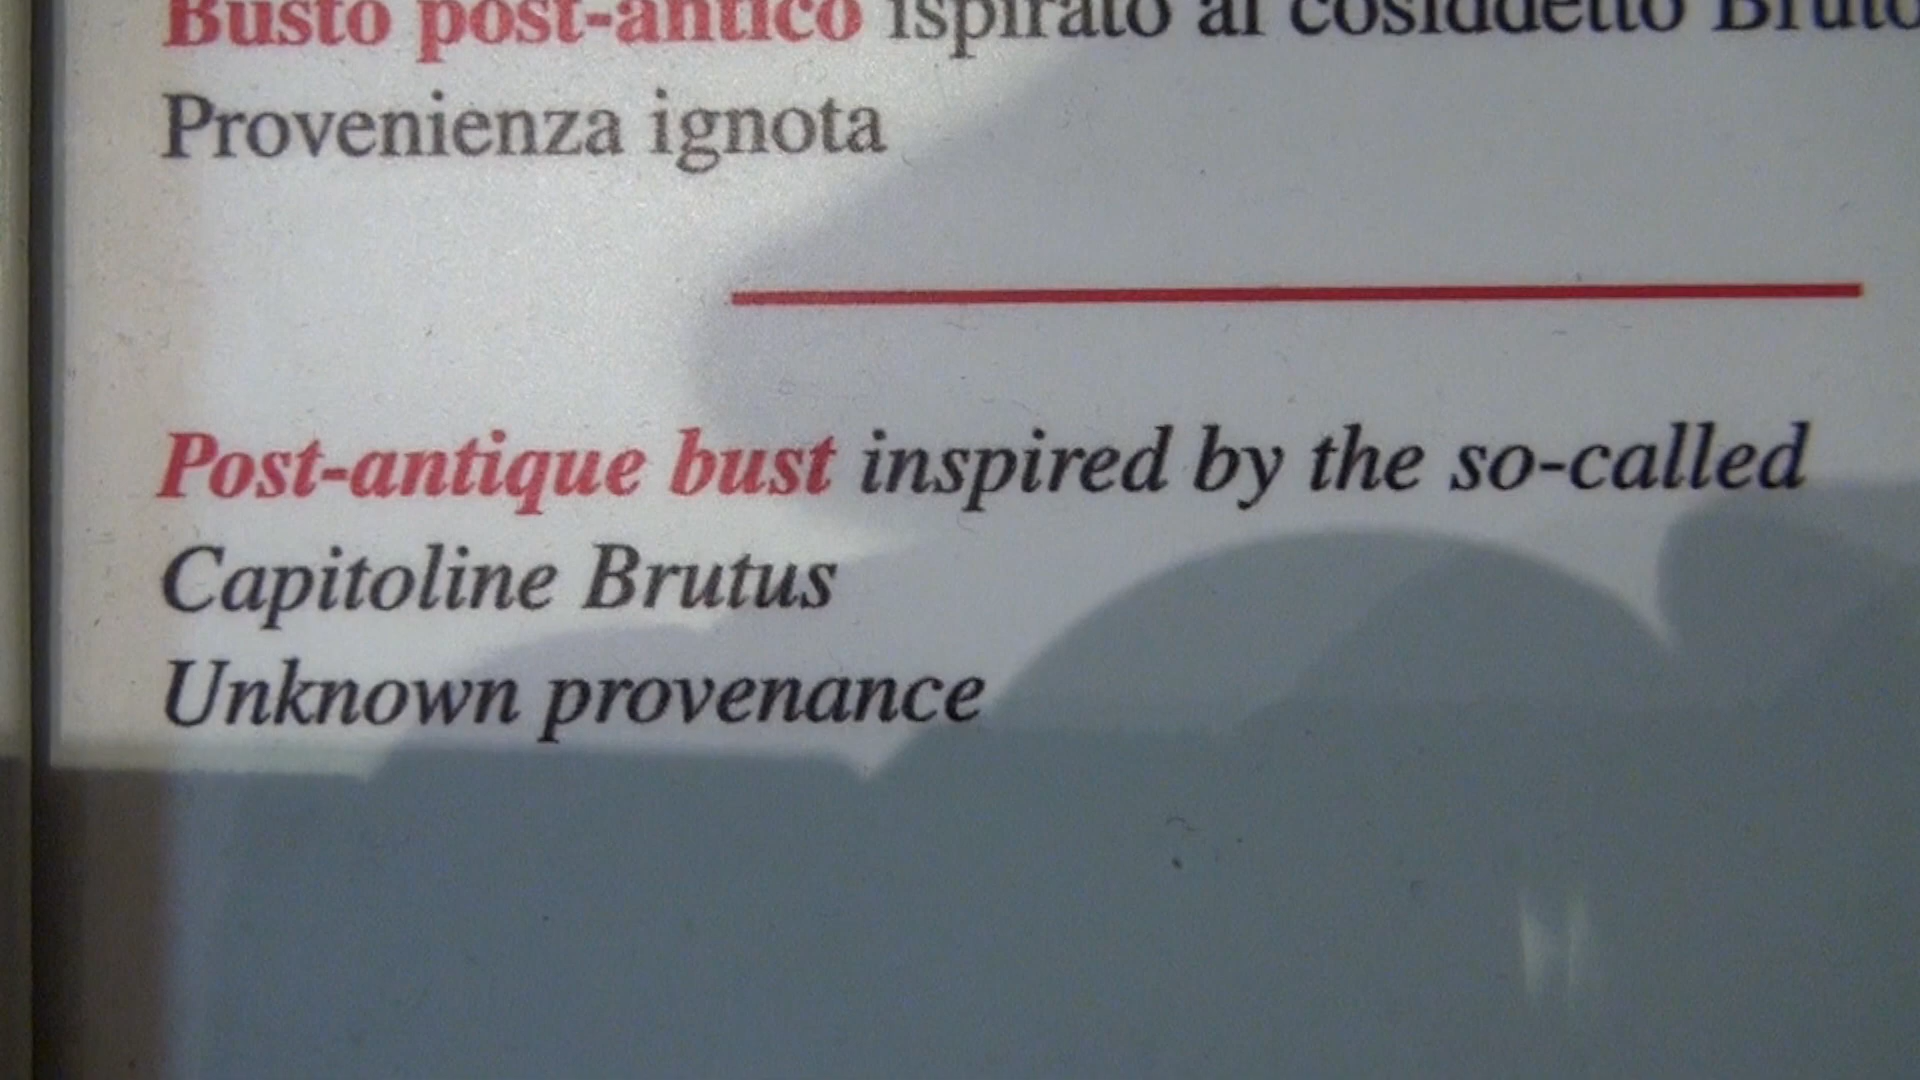 Busto post-antico ispirato al cosiddetto Bruto
Provenienza ignota
Post-antique bust inspired by the so-called
Capitoline Brutus
Unknown provenance